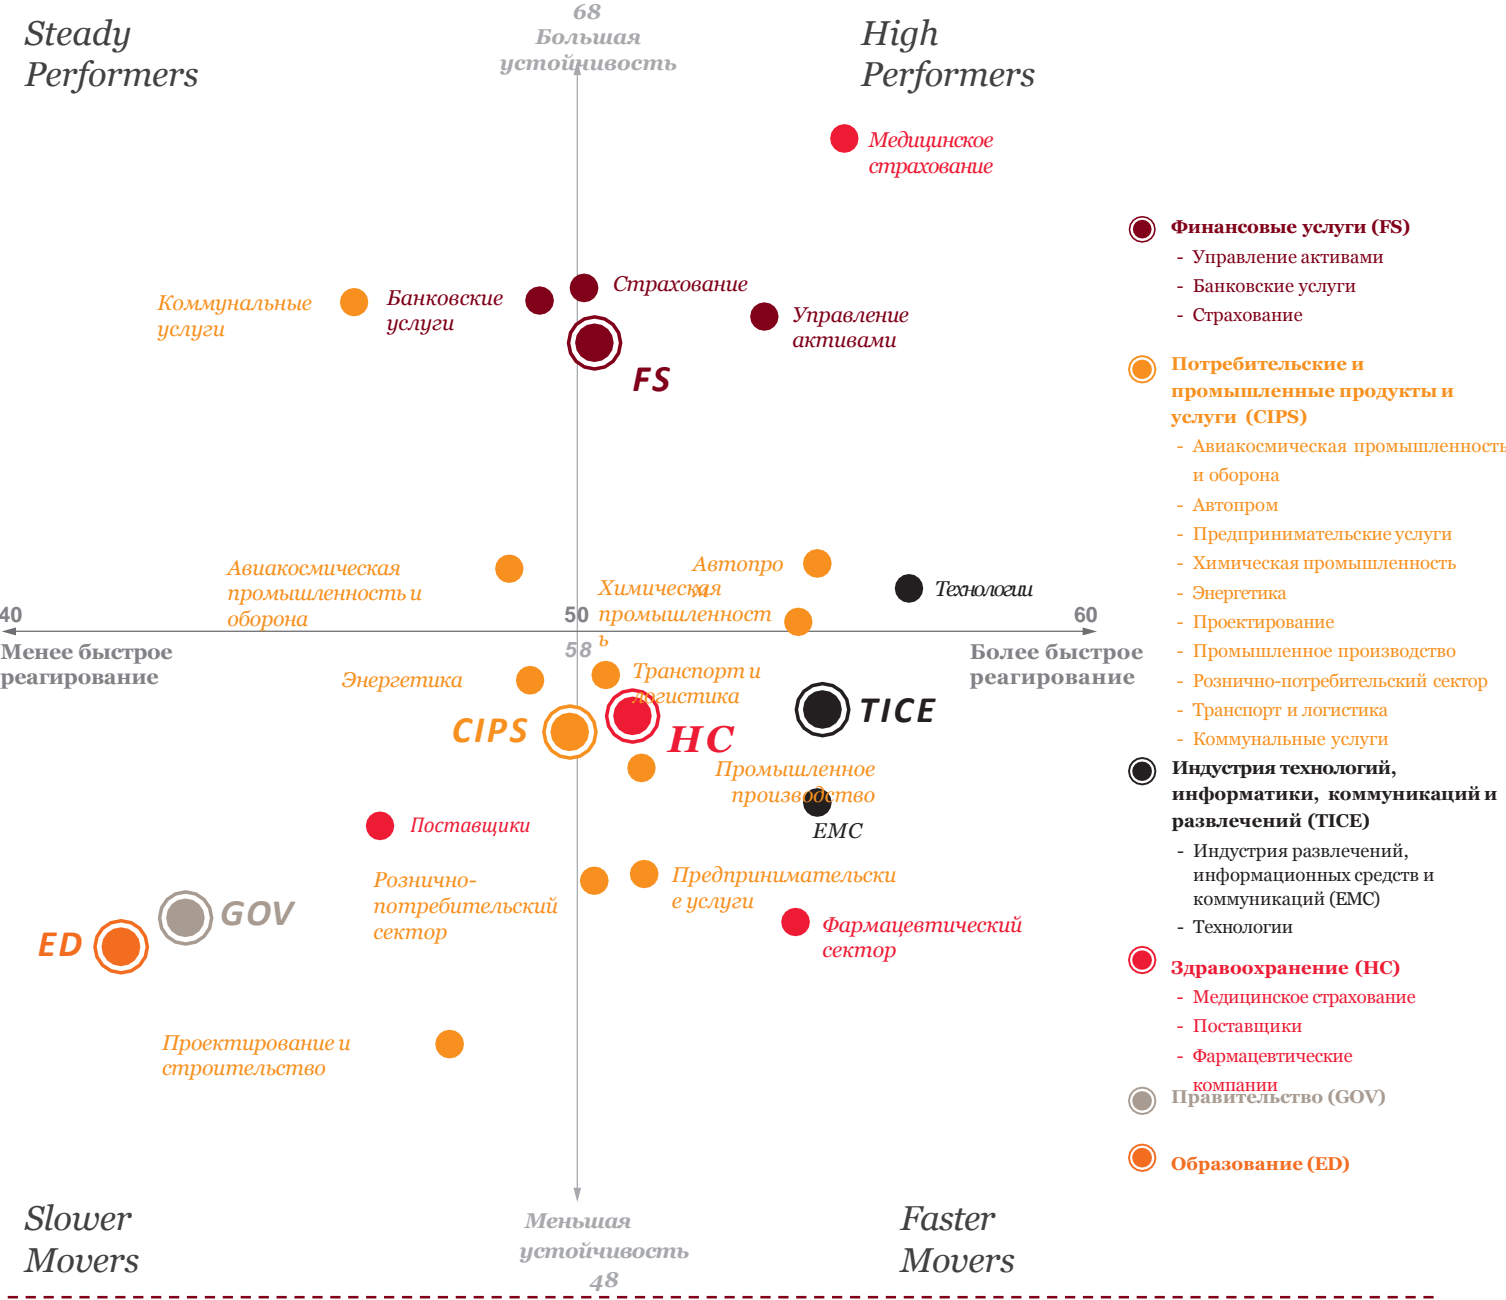 Steady
Performers
68
Большая
устойчивость
High
Performers
Медицинское
страхование
Коммунальные
услуги
Банковские
услуги
Страхование
Управление
активами
FS
Авиакосмическая
промышленность и
оборона
Автопро
м
Химическая
промышленност
ь
Технологии
40
50
60
58
Менее быстрое
реагирование
Более быстрое
реагирование
Энергетика
Транспорт и
логистика
CIPS
HC
TICE
Промышленное
производство
EMC
Поставщики
Рознично-
потребительский
сектор
Предпринимательски
е услуги
GOV
ED
Фармацевтический
сектор
Проектирование и
строительство
Slower
Movers
Меньшая
устойчивость
48
Faster
Movers
Финансовые услуги (FS)
- Управление активами
- Банковские услуги
- Страхование
Потребительские и
промышленные продукты и
услуги (CIPS)
- Авиакосмическая промышленность
и оборона
- Автопром
- Предпринимательские услуги
- Химическая промышленность
- Энергетика
- Проектирование
- Промышленное производство
- Рознично-потребительский сектор
- Транспорт и логистика
- Коммунальные услуги
Индустрия технологий,
информатики, коммуникаций и
развлечений (TICE)
- Индустрия развлечений,
информационных средств и
коммуникаций (EMC)
- Технологии
Здравоохранение (HC)
- Медицинское страхование
- Поставщики
- Фармацевтические
компании
Правительство (GOV)
Образование (ED)